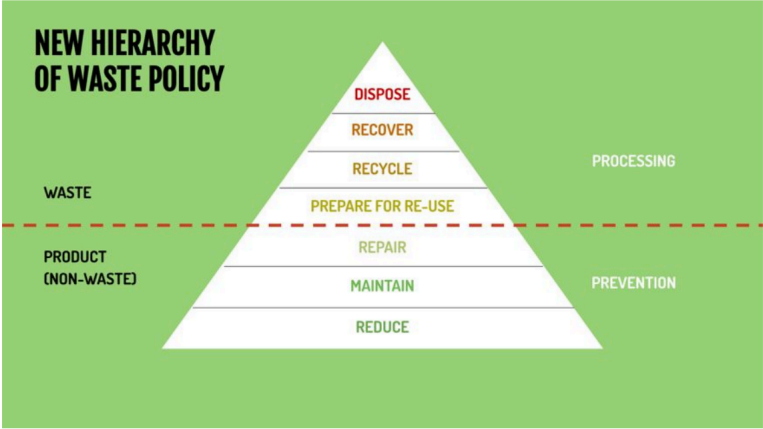 NEW HIERARCHY
OF WASTE POLICY
DISPOSE
RECOVER
RECYCLE
PROCESSING
WASTE
PREPARE FOR RE-USE
REPAIR
PRODUCT
(NON-WASTE)
MAINTAIN
PREVENTION
REDUCE